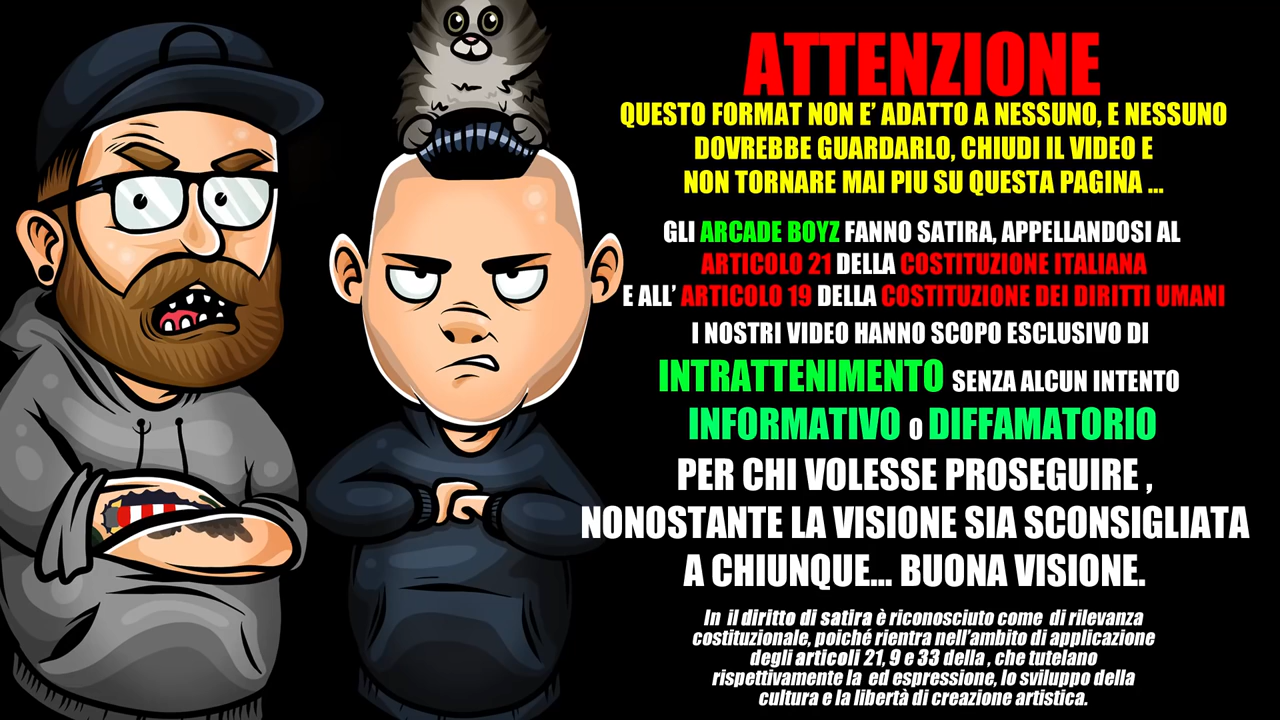 ATTENZIONE
QUESTO FORMAT NON E' ADATTO A NESSUNO, E NESSUNO
DOVREBBE GUARDARLO, CHIUDI IL VIDEO E
NON TORNARE MAI PIU SU QUESTA PAGINA ...
GLI ARCADE BOYZ FANNO SATIRA, APPELLANDOSI AL
ARTICOLO 21 DELLA COSTITUZIONE ITALIANA
E ALL' ARTICOLO 19 DELLA COSTITUZIONE DEI DIRITTI UMANI
I NOSTRI VIDEO HANNO SCOPO ESCLUSIVO DI
INTRATTENIMENTO SENZA ALCUN INTENTO
INFORMATIVO O DIFFAMATORIO
PER CHI VOLESSE PROSEGUIRE ,
NONOSTANTE LA VISIONE SIA SCONSIGLIATA
A CHIUNQUE... BUONA VISIONE.
In il diritto di satira è riconosciuto come di rilevanza
costituzionale, poiché rientra nell'ambito di applicazione
degli articoli 21, 9 e 33 della , che tutelano
rispettivamente la ed espressione, lo sviluppo della
cultura e la libertà di creazione artistica.